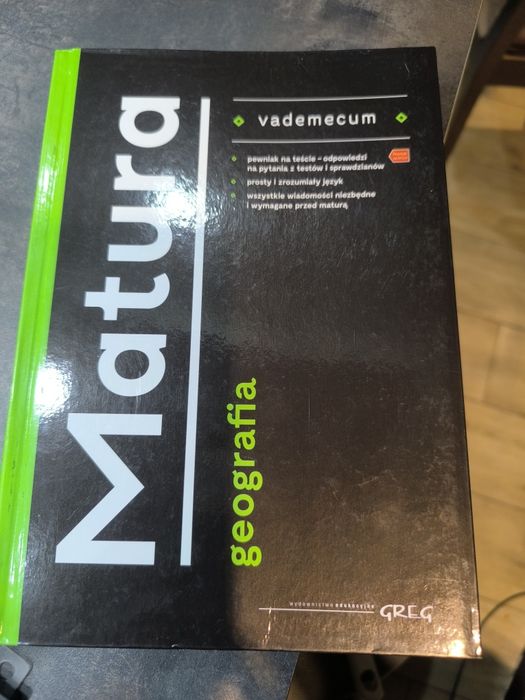 Matura
geografia
vademecum
pewniak na teście – odpowiedzi
na pytania z testów i sprawdzianów
prosty i zrozumiały język
wszystkie wiadomości niezbędne
i wymagane przed maturą
wydawnictwo edukacyjne
GREG